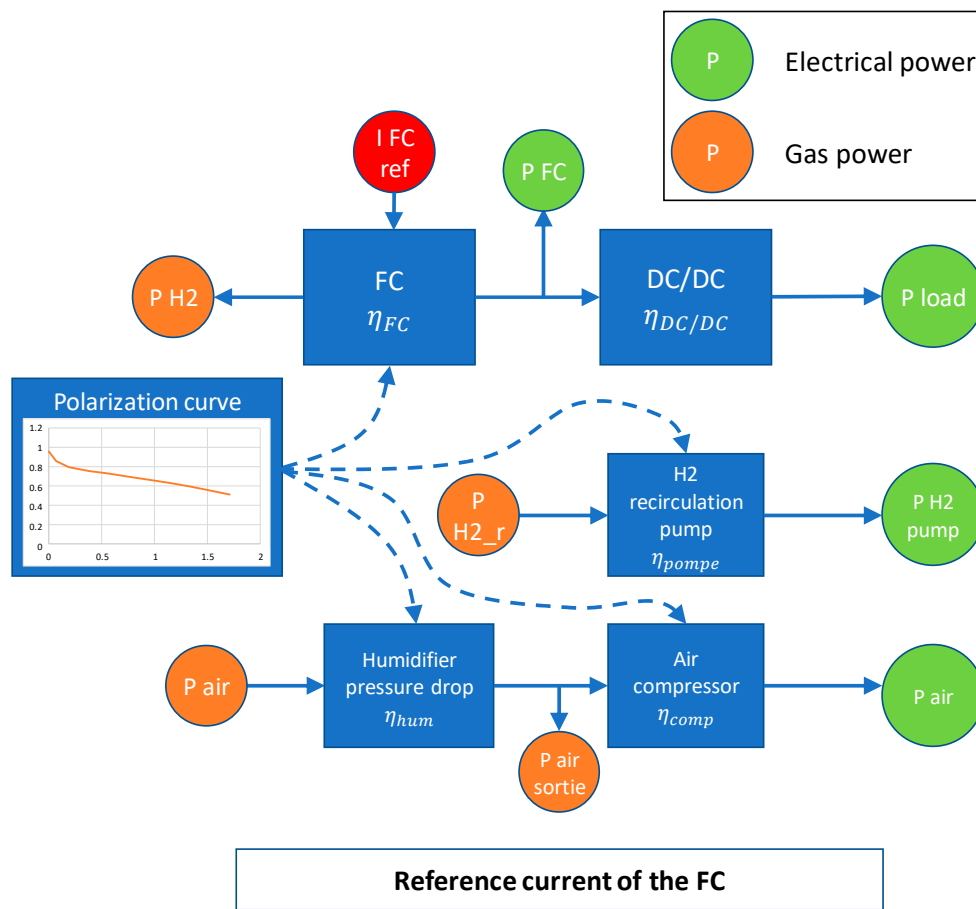 P
Electrical power
P
Gas power
I FC
ref
P FC
FC
η_FC
DC/DC
η_DC/DC
P H2
P load
Polarization curve
1.2
1
0.8
0.6
0.4
0.2
0
0
0.5
1
1.5
2
P
H2_r
H2
recirculation
pump
η_pompe
P H2
pump
P air
Humidifier
pressure drop
η_hum
Air
compressor
η_comp
P air
P air
sortie
Reference current of the FC